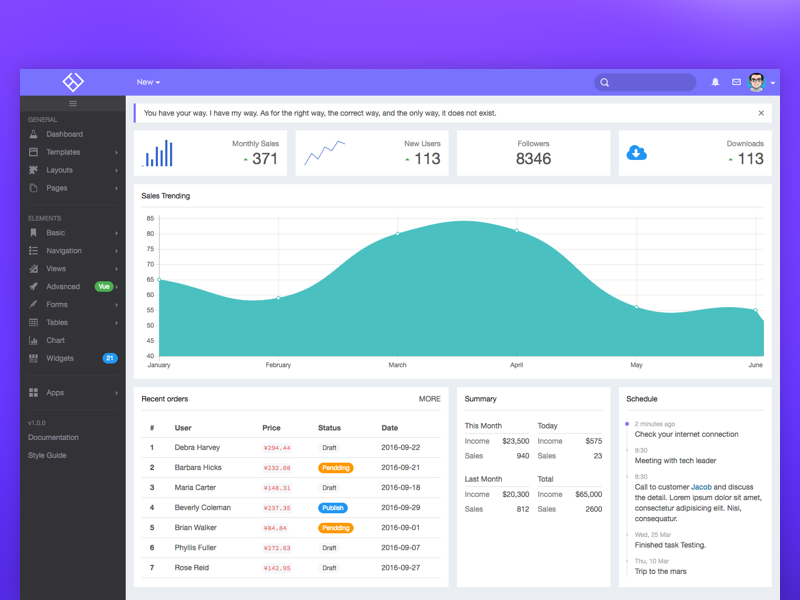 New
GENERAL
Dashboard
Templates
Layouts
Pages
ELEMENTS
Basic
Navigation
Views
Advanced Vue
Forms
Tables
Chart
Widgets 21
Apps
v1.0.0
Documentation
Style Guide
You have your way. I have my way. As for the right way, the correct way, and the only way, it does not exist.
Monthly Sales
371
New Users
113
Followers
8346
Downloads
113
Sales Trending
85
80
75
70
65
60
55
50
45
40
January February March April May June
Recent orders MORE
# User Price Status Date
1 Debra Harvey ¥294.44 Draft 2016-09-22
2 Barbara Hicks ¥232.68 Pendding 2016-09-21
3 Maria Carter ¥148.31 Draft 2016-09-18
4 Beverly Coleman ¥237.35 Publish 2016-09-29
5 Brian Walker ¥84.84 Pendding 2016-09-01
6 Phyllis Fuller ¥272.63 Draft 2016-09-07
7 Rose Reid ¥142.95 Draft 2016-09-27
Summary
This Month Today
Income $23,500 Income $575
Sales 940 Sales 23
Last Month Total
Income $20,300 Income $65,000
Sales 812 Sales 2600
Schedule
2 minutes ago
Check your internet connection
9:30
Meeting with tech leader
8:30
Call to customer Jacob and discuss
the detail. Lorem ipsum dolor sit amet,
consectetur adipisicing elit. Nisi,
consequatur.
Wed, 25 Mar
Finished task Testing.
Thu, 10 Mar
Trip to the mars